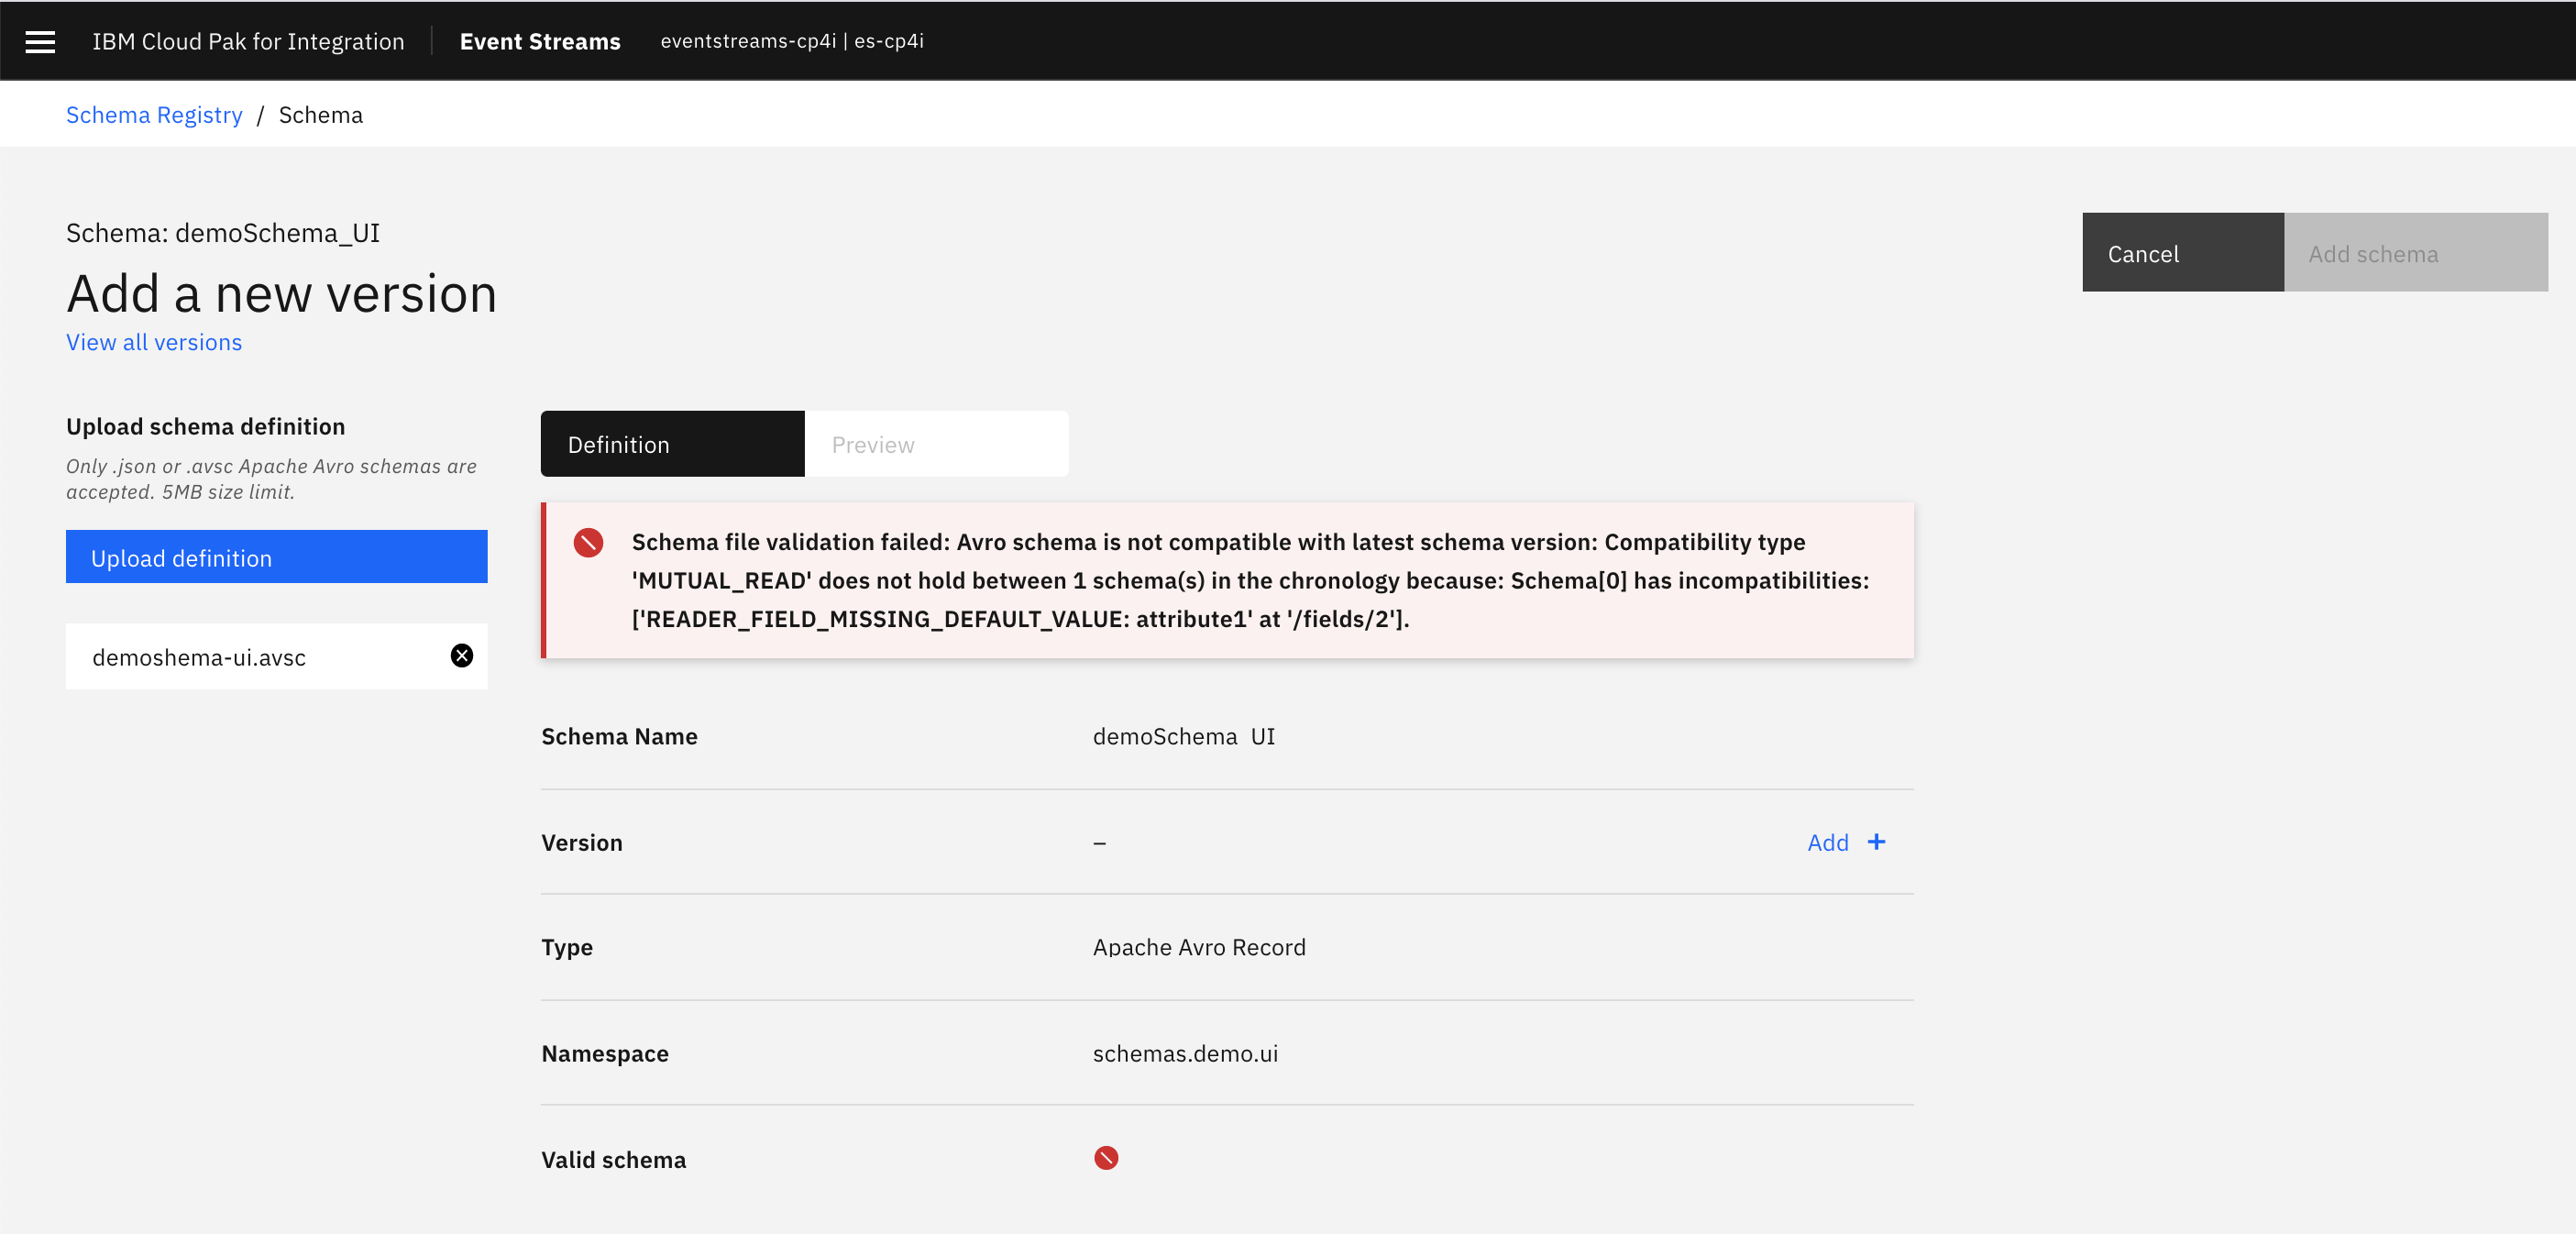 IBM Cloud Pak for Integration Event Streams eventstreams-cp4i | es-cp4i
Schema Registry / Schema
Schema: demoSchema_UI
Add a new version
View all versions
Cancel
Add schema
Upload schema definition
Only .json or .avsc Apache Avro schemas are
accepted. 5MB size limit.
Upload definition
demoshema-ui.avsc
Definition
Preview
Schema file validation failed: Avro schema is not compatible with latest schema version: Compatibility type
'MUTUAL_READ' does not hold between 1 schema(s) in the chronology because: Schema[0] has incompatibilities:
['READER_FIELD_MISSING_DEFAULT_VALUE: attribute1' at '/fields/2'].
Schema Name demoSchema UI
Version – Add +
Type Apache Avro Record
Namespace schemas.demo.ui
Valid schema